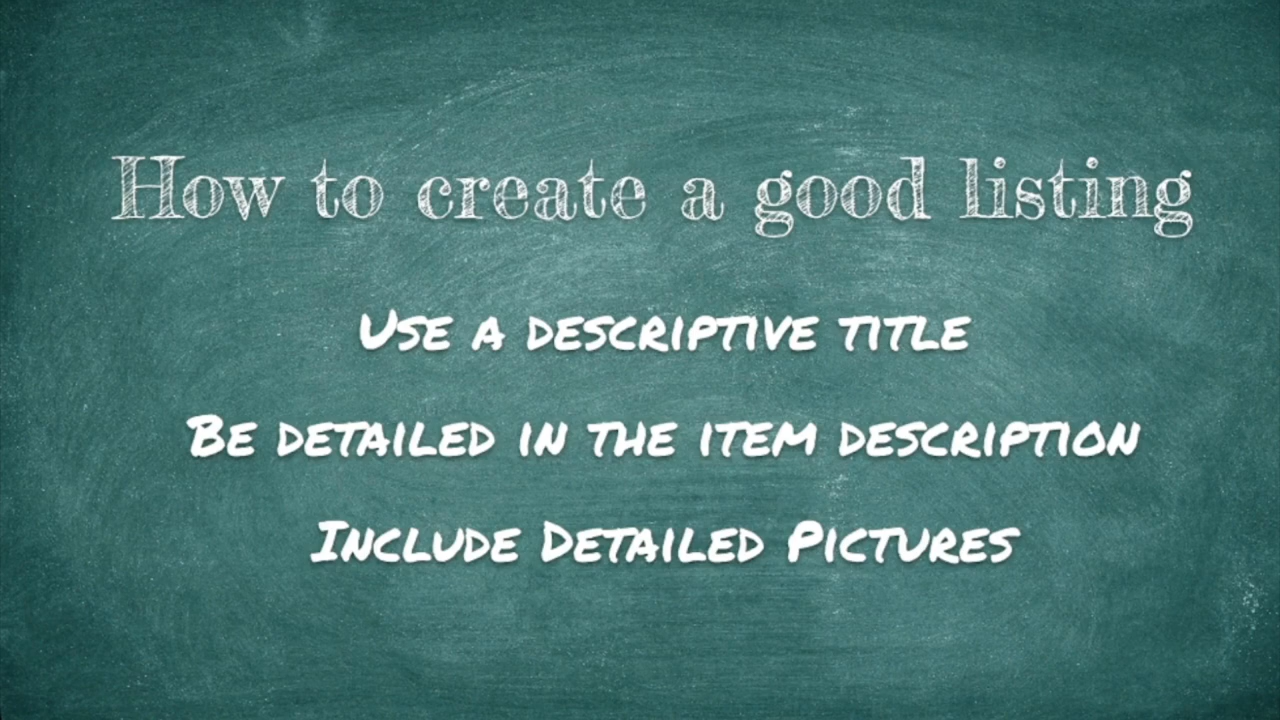 How to create a good listing
Use a descriptive title
Be detailed in the item description
Include Detailed Pictures